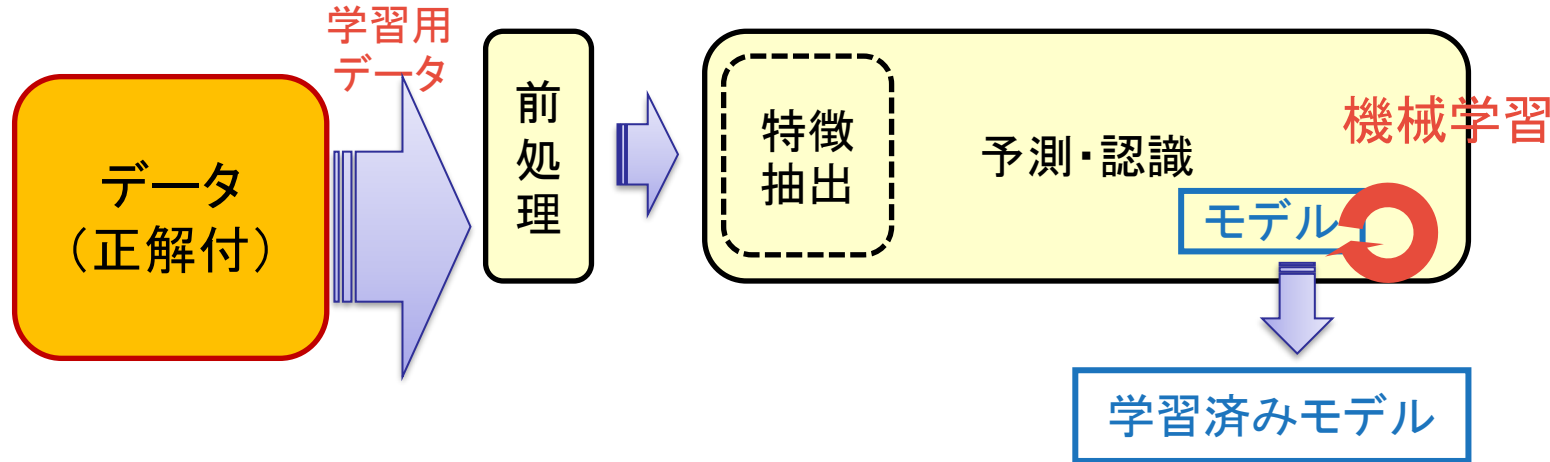 学習用
データ
データ
（正解付）
前
処
理
特徴
抽出
予測・認識
機械学習
モデル
学習済みモデル